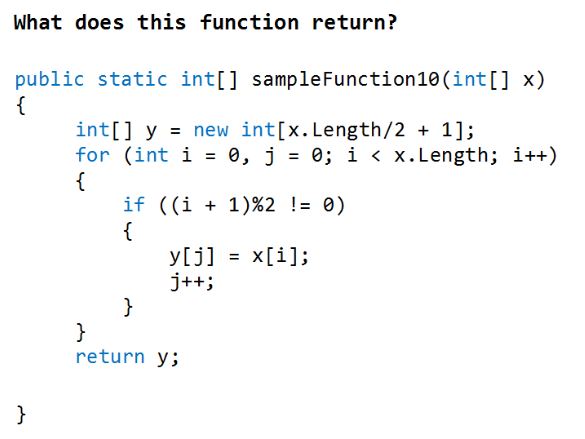 What does this function return?
public static int[] sampleFunction10(int[] x)
{
int[] y = new int[x.Length/2 + 1];
for (int i = 0, j = 0; i < x.Length; i++)
{
if ((i + 1)%2 != 0)
{
y[j] = x[i];
j++;
}
}
return y;
}